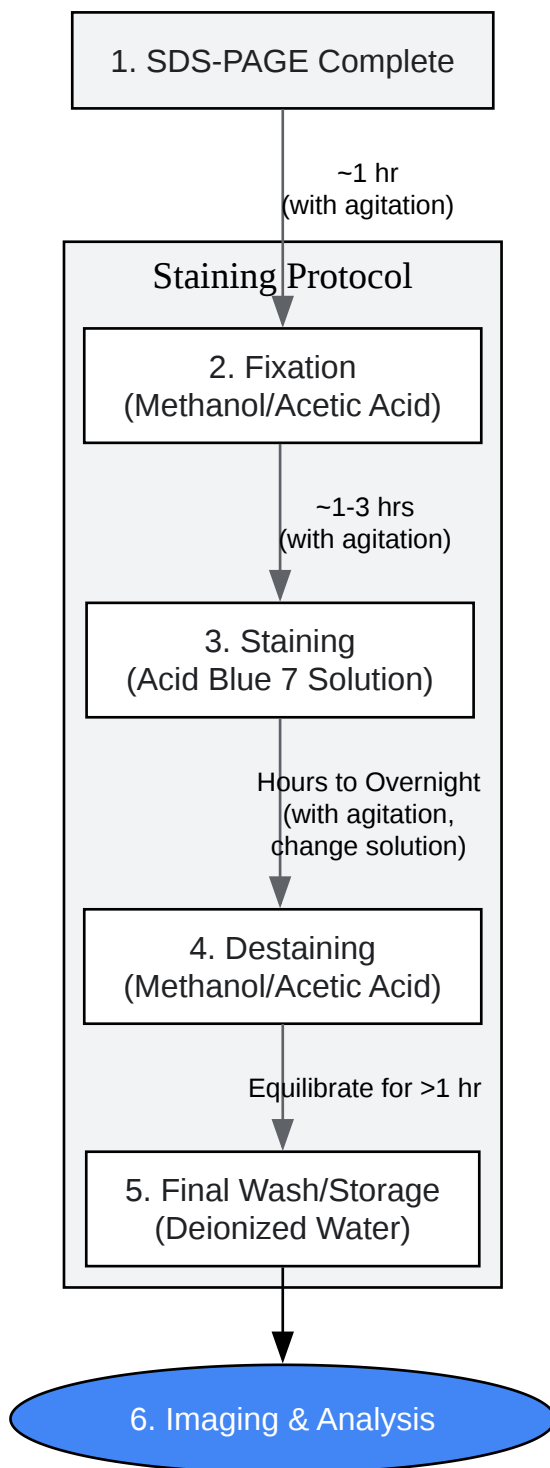 1. SDS-PAGE Complete
~1 hr
(with agitation)
Staining Protocol
2. Fixation
(Methanol/Acetic Acid)
~1-3 hrs
(with agitation)
3. Staining
(Acid Blue 7 Solution)
Hours to Overnight
(with agitation,
change solution)
4. Destaining
(Methanol/Acetic Acid)
Equilibrate for >1 hr
5. Final Wash/Storage
(Deionized Water)
6. Imaging & Analysis